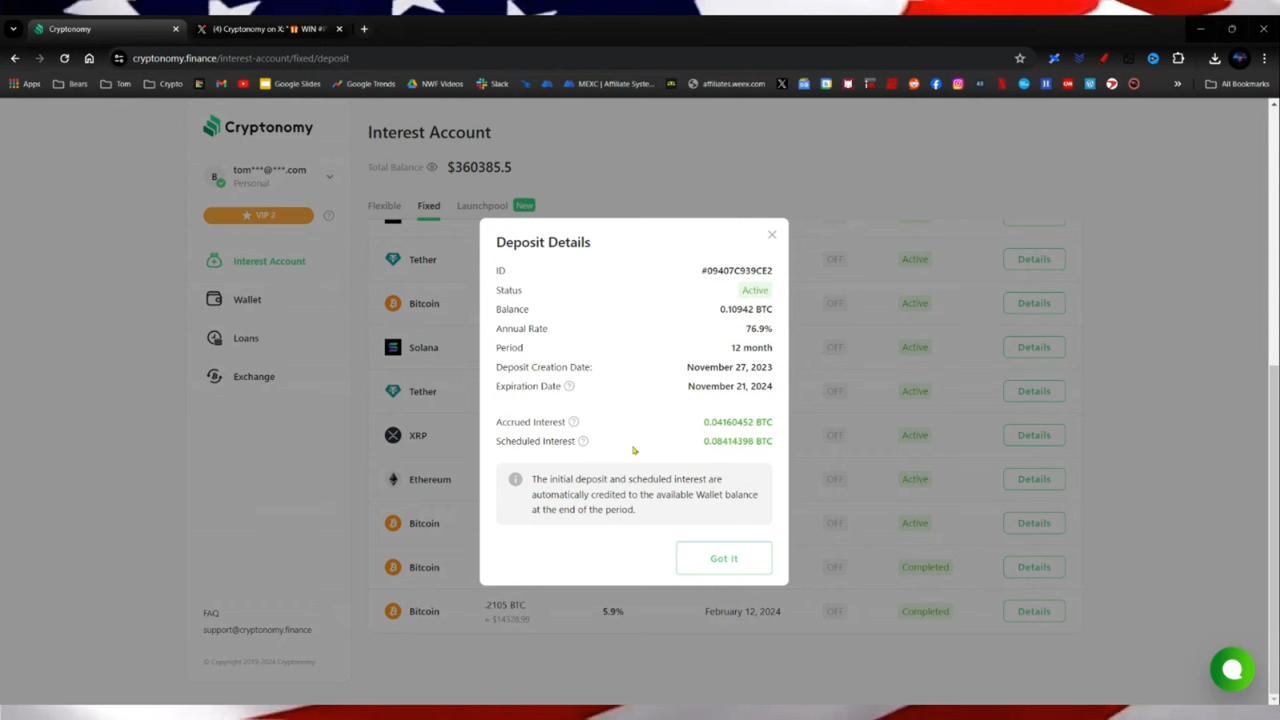 Cryptonomy
(4) Cryptonomy on X: "🎁 WIN #F
cryptonomy.finance/interest-account/fixed/deposit
Apps Bears Tom Crypto Google Slides Google Trends NWF Videos Slack MEXC | Affiliate Syste... affiliates.weex.com All Bookmarks
Cryptonomy
tom***@***.com
Personal
VIP 2
Interest Account
Wallet
Loans
Exchange
FAQ
support@cryptonomy.finance
© Copyright 2019-2024 Cryptonomy
Interest Account
Total Balance $360385.5
Flexible Fixed Launchpool New
Tether OFF Active Details
Bitcoin OFF Active Details
Solana OFF Active Details
Tether OFF Active Details
XRP OFF Active Details
Ethereum OFF Active Details
Bitcoin OFF Active Details
Bitcoin OFF Completed Details
Bitcoin .2105 BTC 5.9% February 12, 2024 OFF Completed Details
≈ $14328.99
Deposit Details
ID #09407C939CE2
Status Active
Balance 0.10942 BTC
Annual Rate 76.9%
Period 12 month
Deposit Creation Date: November 27, 2023
Expiration Date November 21, 2024
Accrued Interest 0.04160452 BTC
Scheduled Interest 0.08414398 BTC
The initial deposit and scheduled interest are
automatically credited to the available Wallet balance
at the end of the period.
Got it